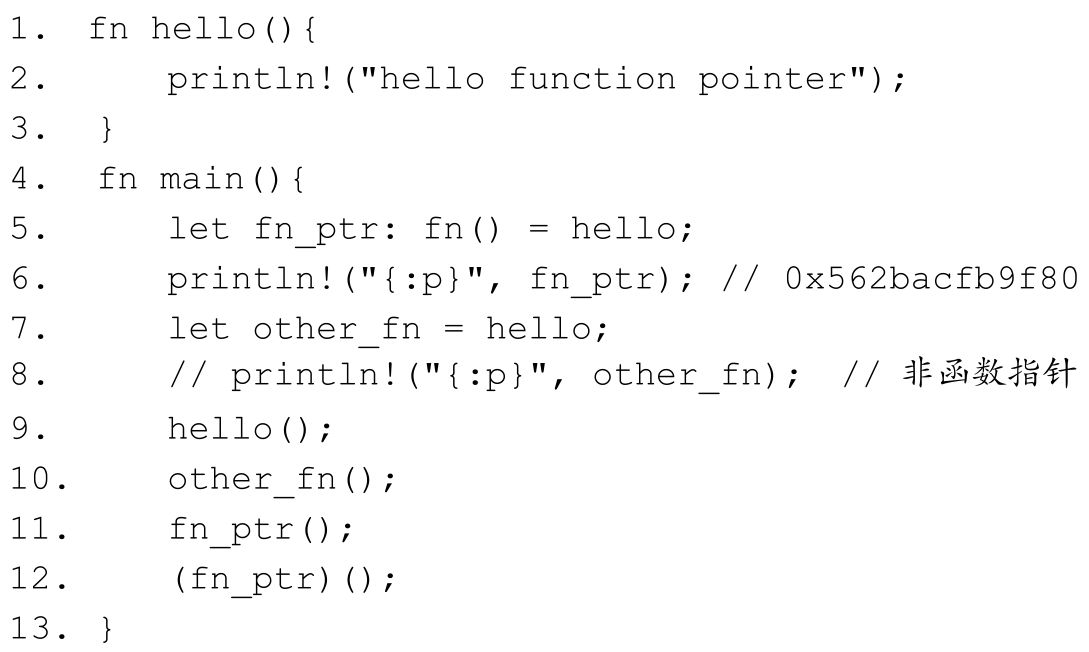 1.  fn hello(){
2.      println!("hello function pointer");
3.  }
4.  fn main(){
5.      let fn_ptr: fn() = hello;
6.      println!("{:p}", fn_ptr); // 0x562bacfb9f80
7.      let other_fn = hello;
8.      // println!("{:p}", other_fn);  // 非函数指针
9.      hello();
10.     other_fn();
11.     fn_ptr();
12.     (fn_ptr)();
13. }